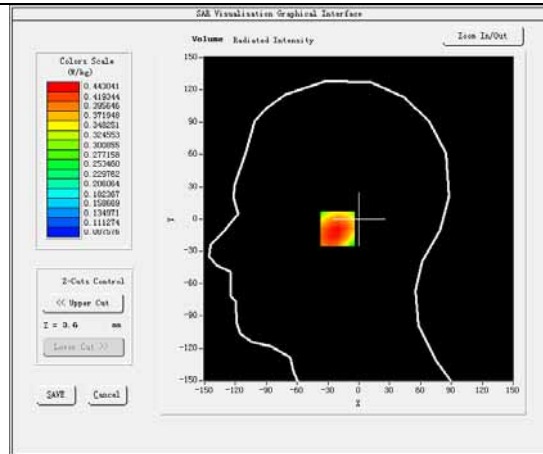 SAR Visualisation Graphical Interface
Volume Radiated Intensity
Zoom In/Out
Colors Scale
(W/kg)
0.443041
0.419344
0.395646
0.371948
0.348251
0.324553
0.300855
0.277158
0.253460
0.229762
0.206064
0.182367
0.158669
0.134971
0.111274
0.087576
150
120
90
60
30
0
-30
-60
-90
-120
-150
Y
-150 -120 -90 -60 -30 0 30 60 90 120 150
X
Z-Cuts Control
<< Upper Cut
Z = 3.6 mm
Lower Cut >>
SAVE Cancel